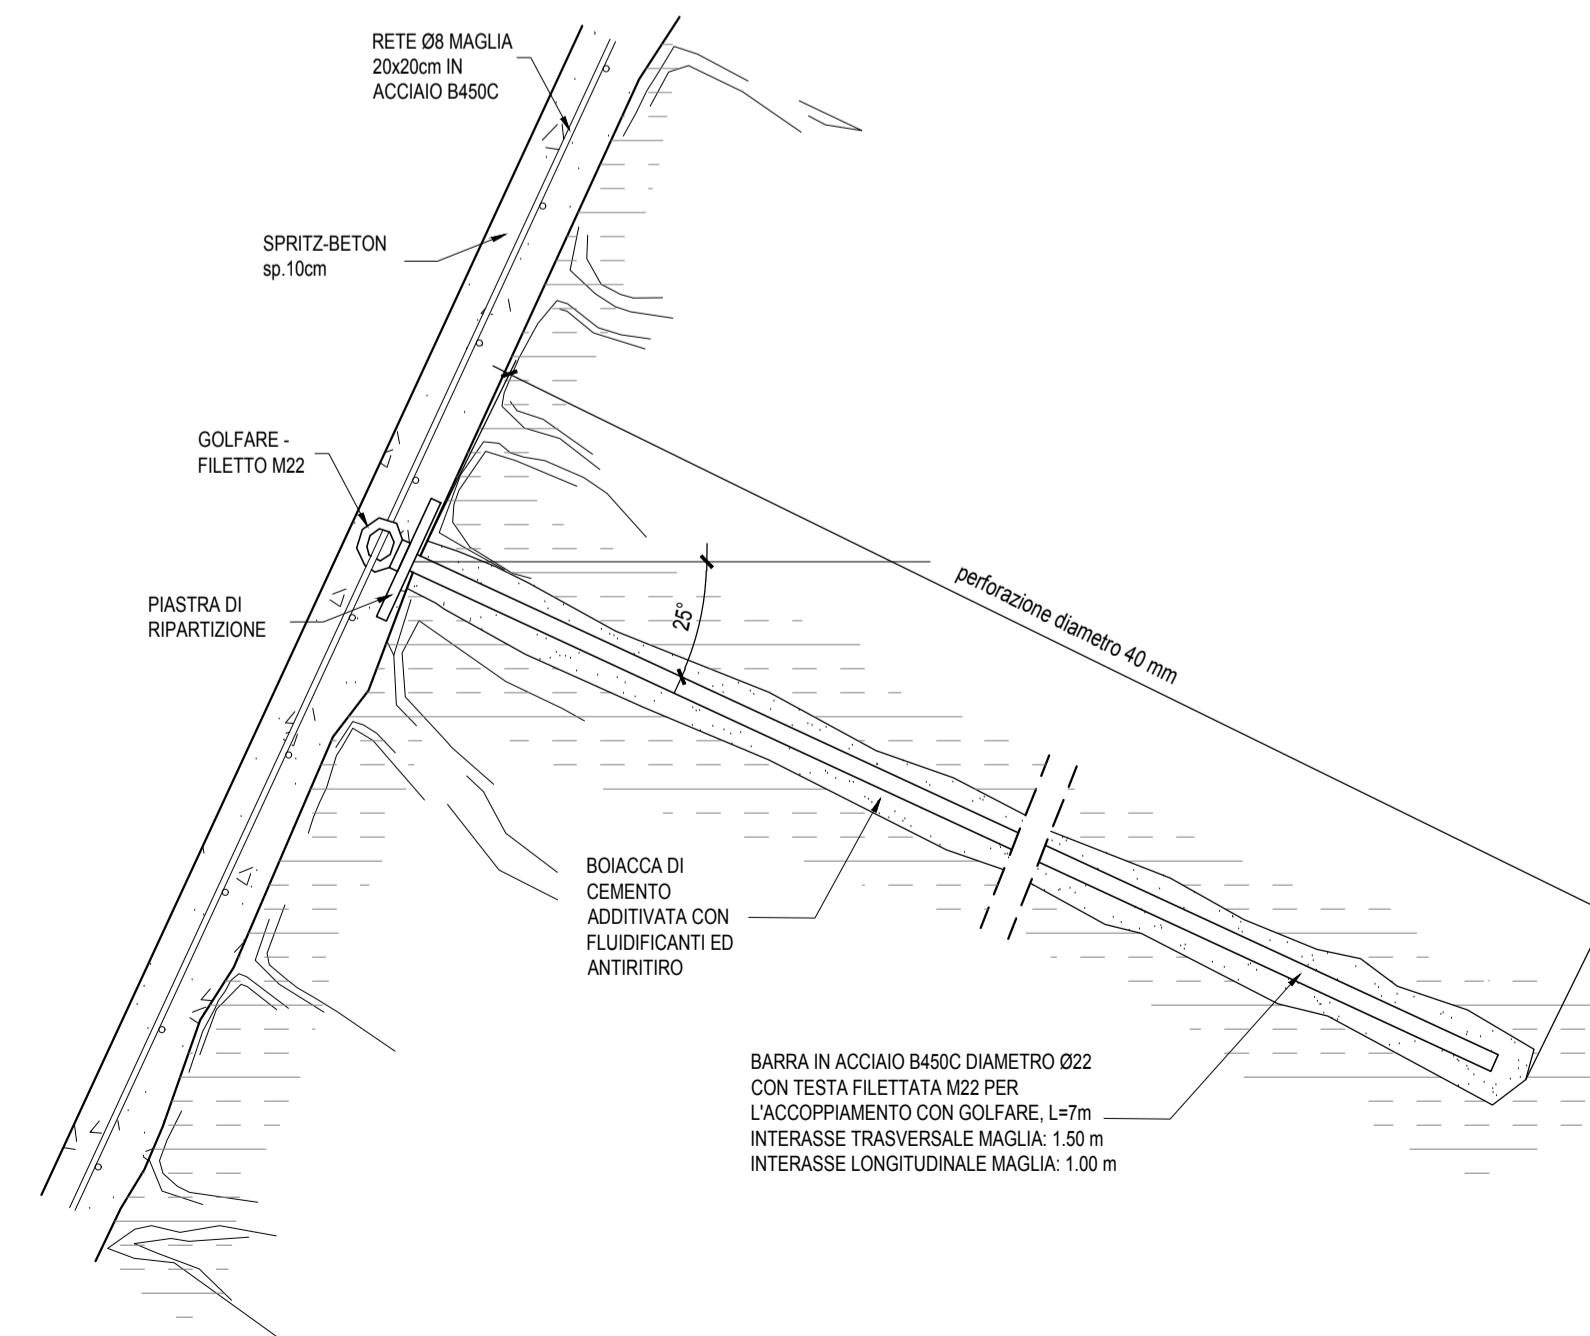 RETE Ø8 MAGLIA
20x20cm IN
ACCIAIO B450C
SPRITZ-BETON
sp.10cm
GOLFARE -
FILETTO M22
PIASTRA DI
RIPARTIZIONE
25°
perforazione diametro 40 mm
BOIACCA DI
CEMENTO
ADDITIVATA CON
FLUIDIFICANTI ED
ANTIRITIRO
BARRA IN ACCIAIO B450C DIAMETRO Ø22
CON TESTA FILETTATA M22 PER
L'ACCOPPIAMENTO CON GOLFARE, L=7m
INTERASSE TRASVERSALE MAGLIA: 1.50 m
INTERASSE LONGITUDINALE MAGLIA: 1.00 m